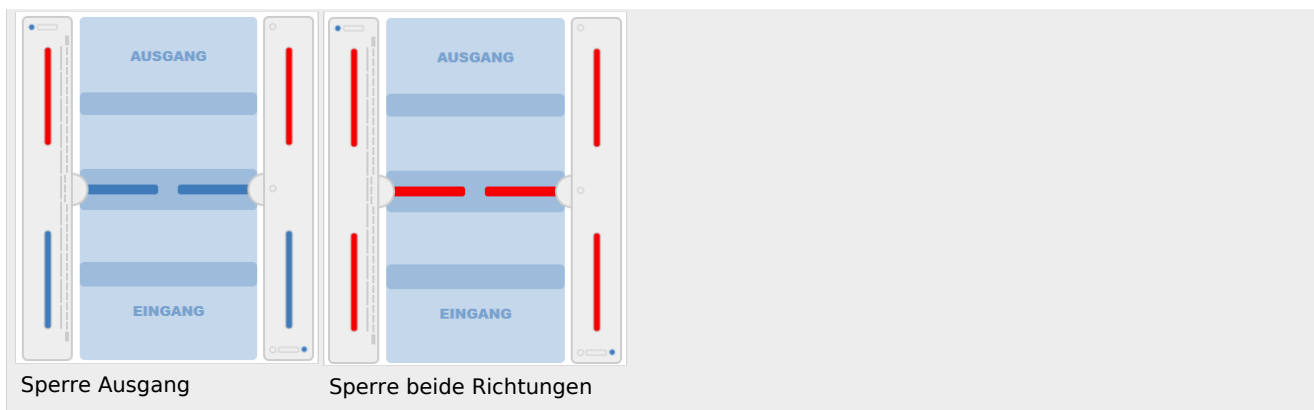 AUSGANG
EINGANG
Sperre Ausgang
AUSGANG
EINGANG
Sperre beide Richtungen